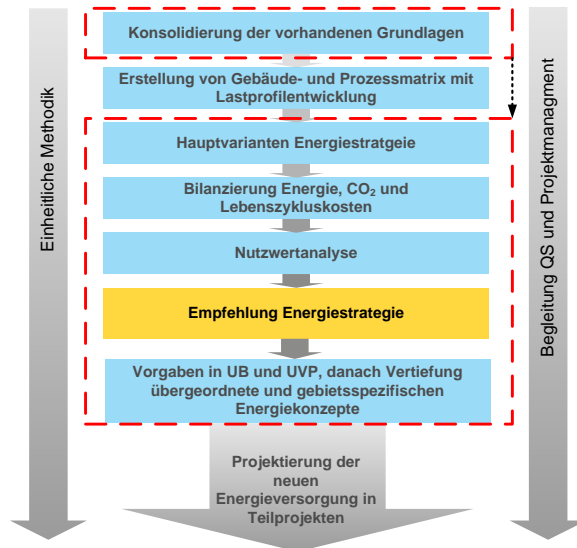 Konsolidierung der vorhandenen Grundlagen
Erstellung von Gebäude- und Prozessmatrix mit
Lastprofilentwicklung
Hauptvarianten Energiestratgeie
Bilanzierung Energie, CO₂ und
Lebenszykluskosten
Nutzwertanalyse
Empfehlung Energiestrategie
Vorgaben in UB und UVP, danach Vertiefung
übergeordnete und gebietsspezifischen
Energiekonzepte
Projektierung der
neuen
Energieversorgung in
Teilprojekten
Einheitliche Methodik
Begleitung QS und Projektmanagment